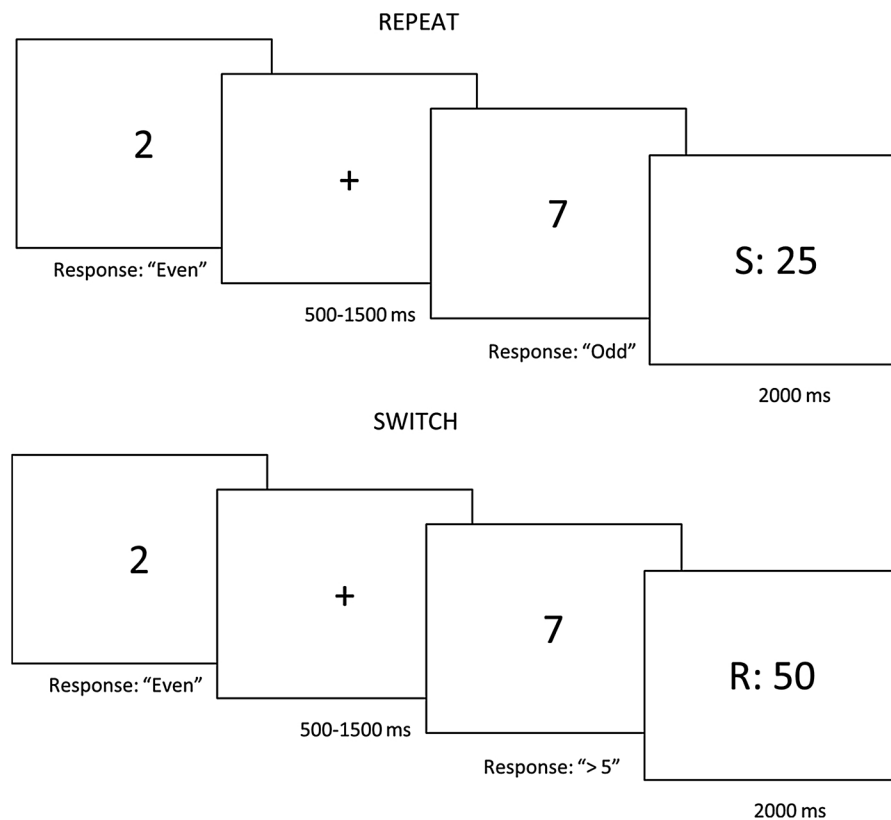 REPEAT
2
Response: “Even”
+
500-1500 ms
7
Response: “Odd”
S: 25
2000 ms
SWITCH
2
Response: “Even”
+
500-1500 ms
7
Response: “> 5”
R: 50
2000 ms